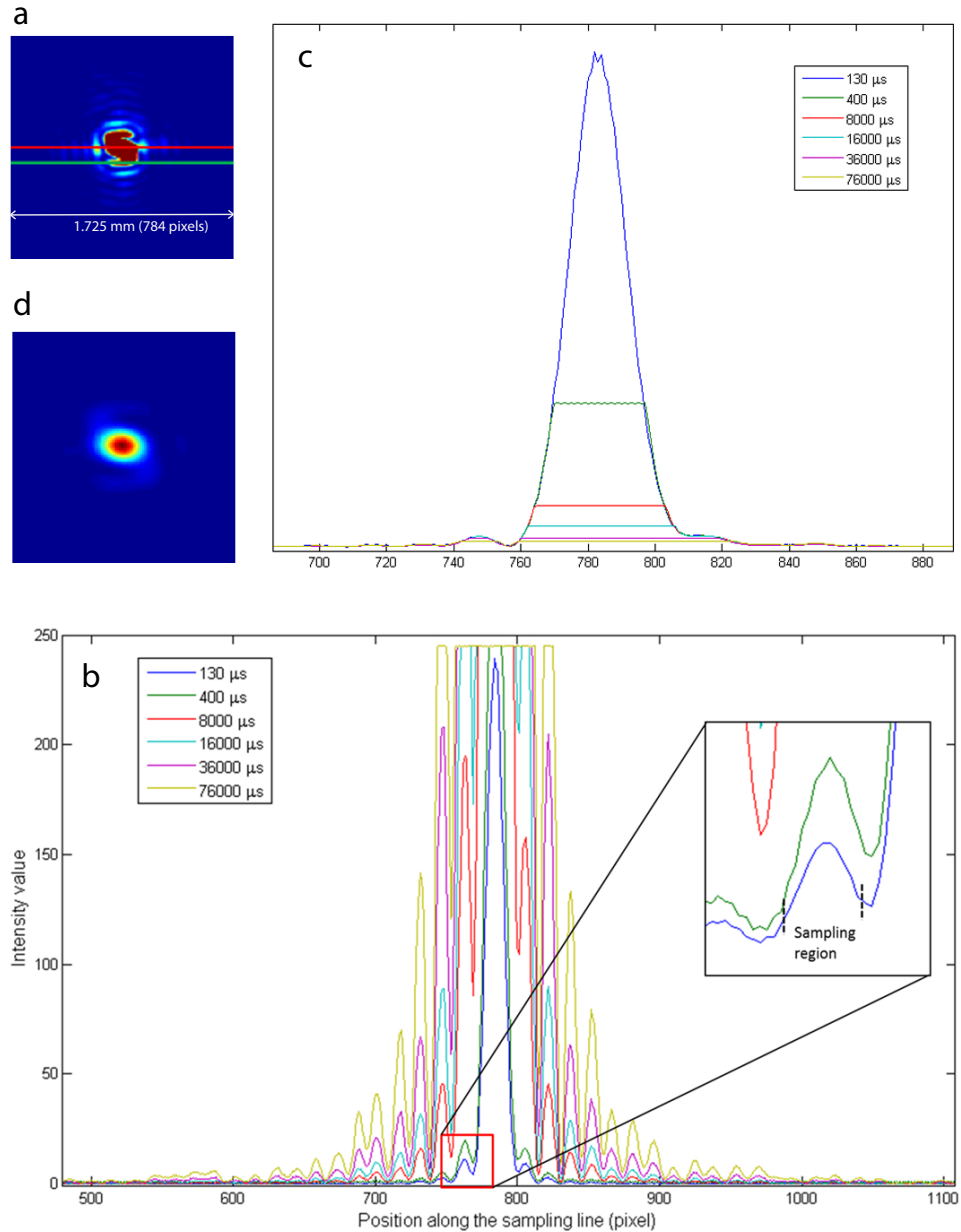 a
1.725 mm (784 pixels)
d
c
130 µs
400 µs
8000 µs
16000 µs
36000 µs
76000 µs
700 720 740 760 780 800 820 840 860 880
b
130 µs
400 µs
8000 µs
16000 µs
36000 µs
76000 µs
Sampling
region
250
200
150
100
50
0
Intensity value
500 600 700 800 900 1000 1100
Position along the sampling line (pixel)